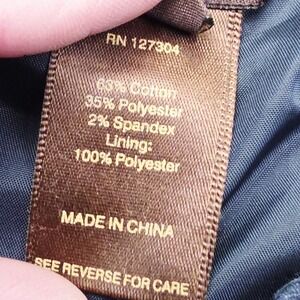 RN 127304
63% Cotton
35% Polyester
2% Spandex
Lining:
100% Polyester
MADE IN CHINA
SEE REVERSE FOR CARE